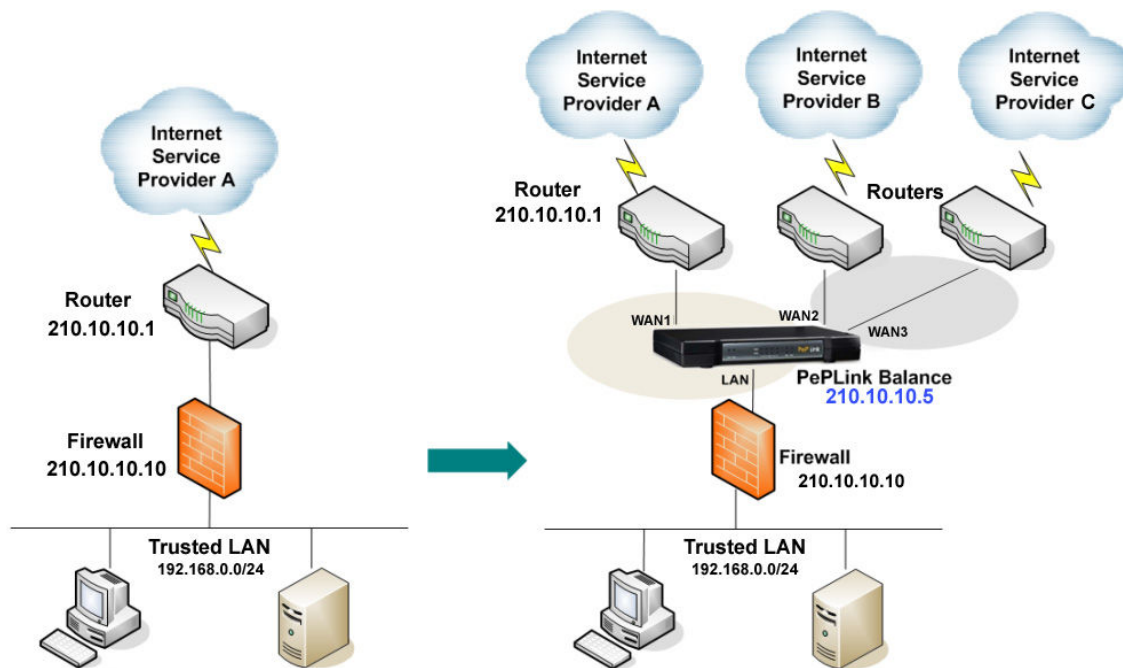 Internet
Service
Provider A
Router
210.10.10.1
Firewall
210.10.10.10
Trusted LAN
192.168.0.0/24
Internet
Service
Provider A
Internet
Service
Provider B
Internet
Service
Provider C
Router
210.10.10.1
Routers
WAN1
WAN2
WAN3
PePLink
LAN
PePLink Balance
210.10.10.5
Firewall
210.10.10.10
Trusted LAN
192.168.0.0/24